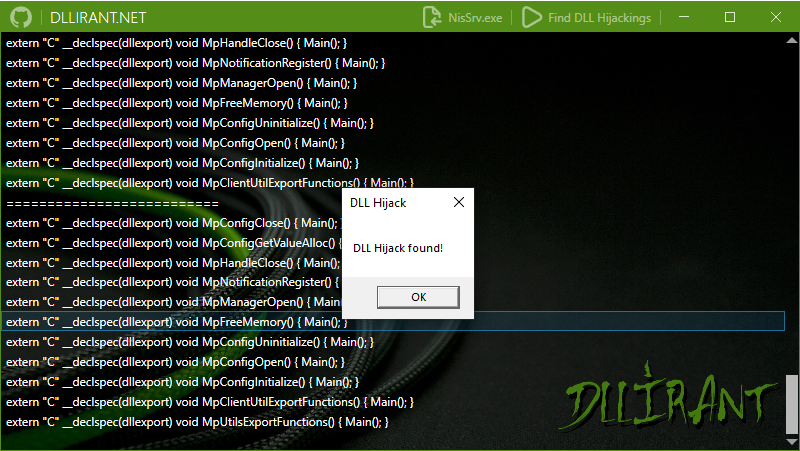 DLLIRANT.NET
NisSrv.exe
Find DLL Hijackings
extern "C" __declspec(dllexport) void MpHandleClose() { Main(); }
extern "C" __declspec(dllexport) void MpNotificationRegister() { Main(); }
extern "C" __declspec(dllexport) void MpManagerOpen() { Main(); }
extern "C" __declspec(dllexport) void MpFreeMemory() { Main(); }
extern "C" __declspec(dllexport) void MpConfigUninitialize() { Main(); }
extern "C" __declspec(dllexport) void MpConfigOpen() { Main(); }
extern "C" __declspec(dllexport) void MpConfigInitialize() { Main(); }
extern "C" __declspec(dllexport) void MpClientUtilExportFunctions() { Main(); }
==========================
extern "C" __declspec(dllexport) void MpConfigClose() { Main();
extern "C" __declspec(dllexport) void MpConfigGetValueAlloc() {
extern "C" __declspec(dllexport) void MpHandleClose() { Main();
extern "C" __declspec(dllexport) void MpNotificationRegister() {
extern "C" __declspec(dllexport) void MpManagerOpen() { Main();
extern "C" __declspec(dllexport) void MpFreeMemory() { Main(); }
extern "C" __declspec(dllexport) void MpConfigUninitialize() { Main(); }
extern "C" __declspec(dllexport) void MpConfigOpen() { Main(); }
extern "C" __declspec(dllexport) void MpConfigInitialize() { Main(); }
extern "C" __declspec(dllexport) void MpClientUtilExportFunctions() { Main(); }
extern "C" __declspec(dllexport) void MpUtilsExportFunctions() { Main(); }
DLL Hijack
DLL Hijack found!
OK
DLLIRANT